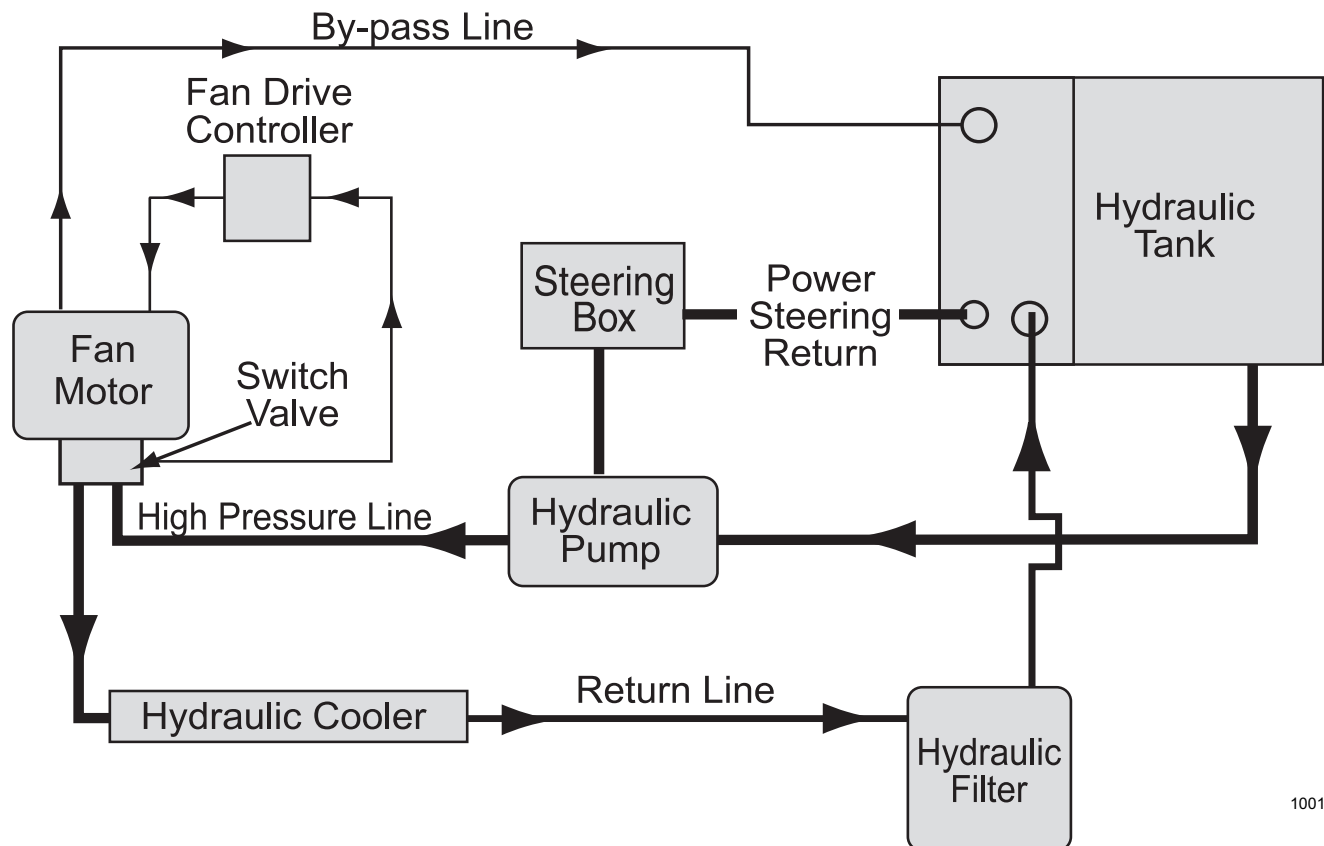 By-pass Line
Fan Drive
Controller
Hydraulic
Tank
Steering
Box
Power
Steering
Return
Fan
Motor
Switch
Valve
High Pressure Line
Hydraulic
Pump
Return Line
Hydraulic Cooler
Hydraulic
Filter
1001